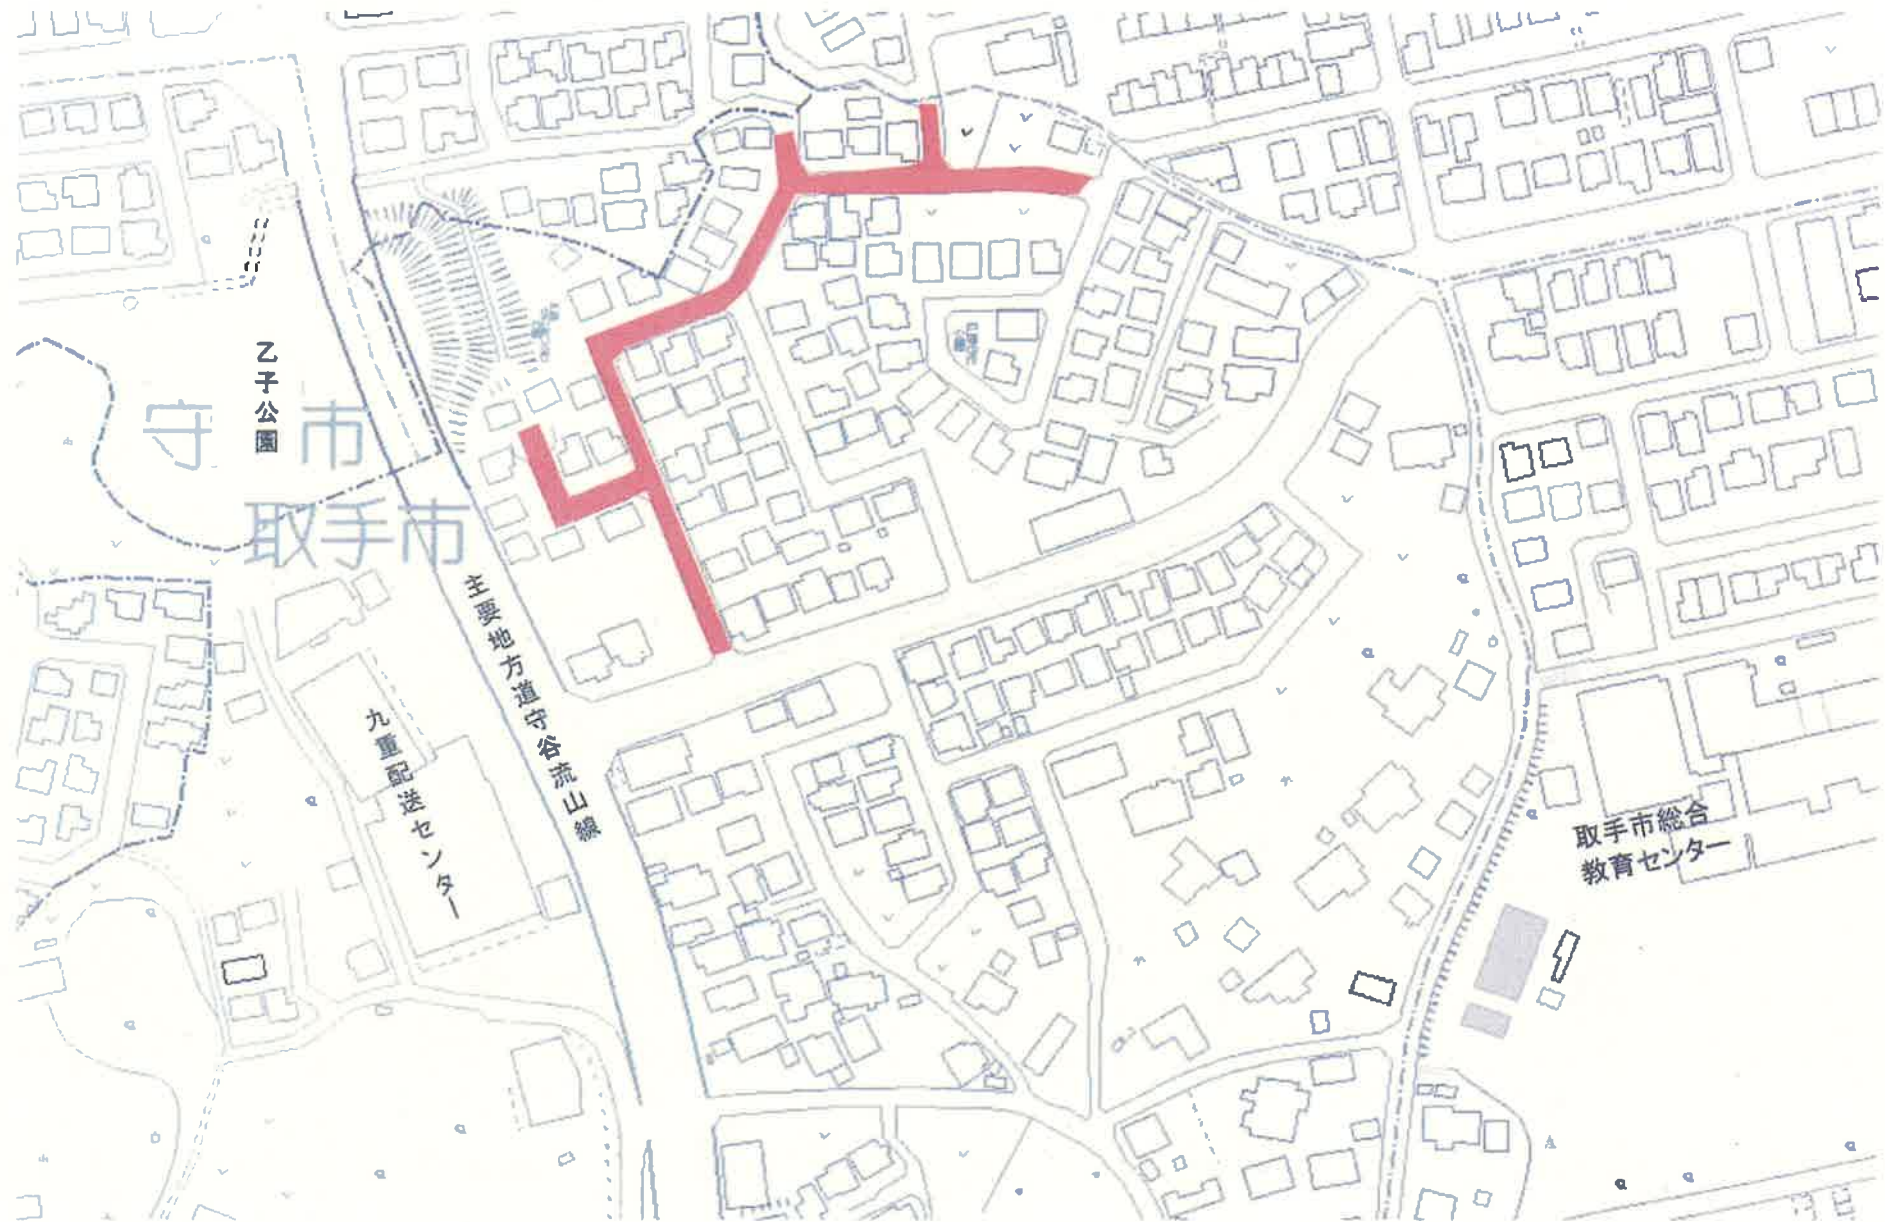 乙子公園
守 市
取手市
主要地方道守谷流山線
九重配送センター
取手市総合
教育センター